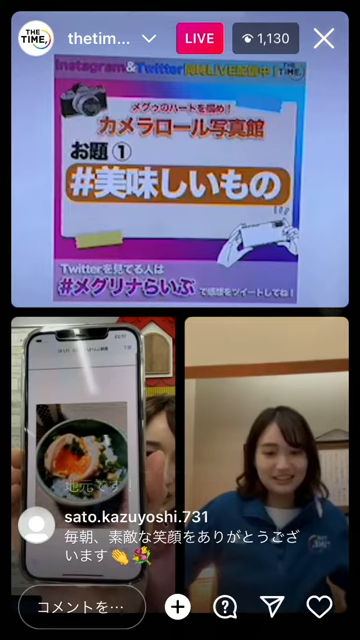 THE TIME,
thetim...
LIVE
1,130
Instagram&Twitter同時LIVE配信中！
THE TIME,
メグゥのハートを掴め！
カメラロール写真館
お題①
#美味しいもの
Twitterを見てる人は
#メグリナらいぶ で感想をツイートしてね！
地元です
sato.kazuyoshi.731
毎朝、素敵な笑顔をありがとうござ
います👏💐
コメントを…